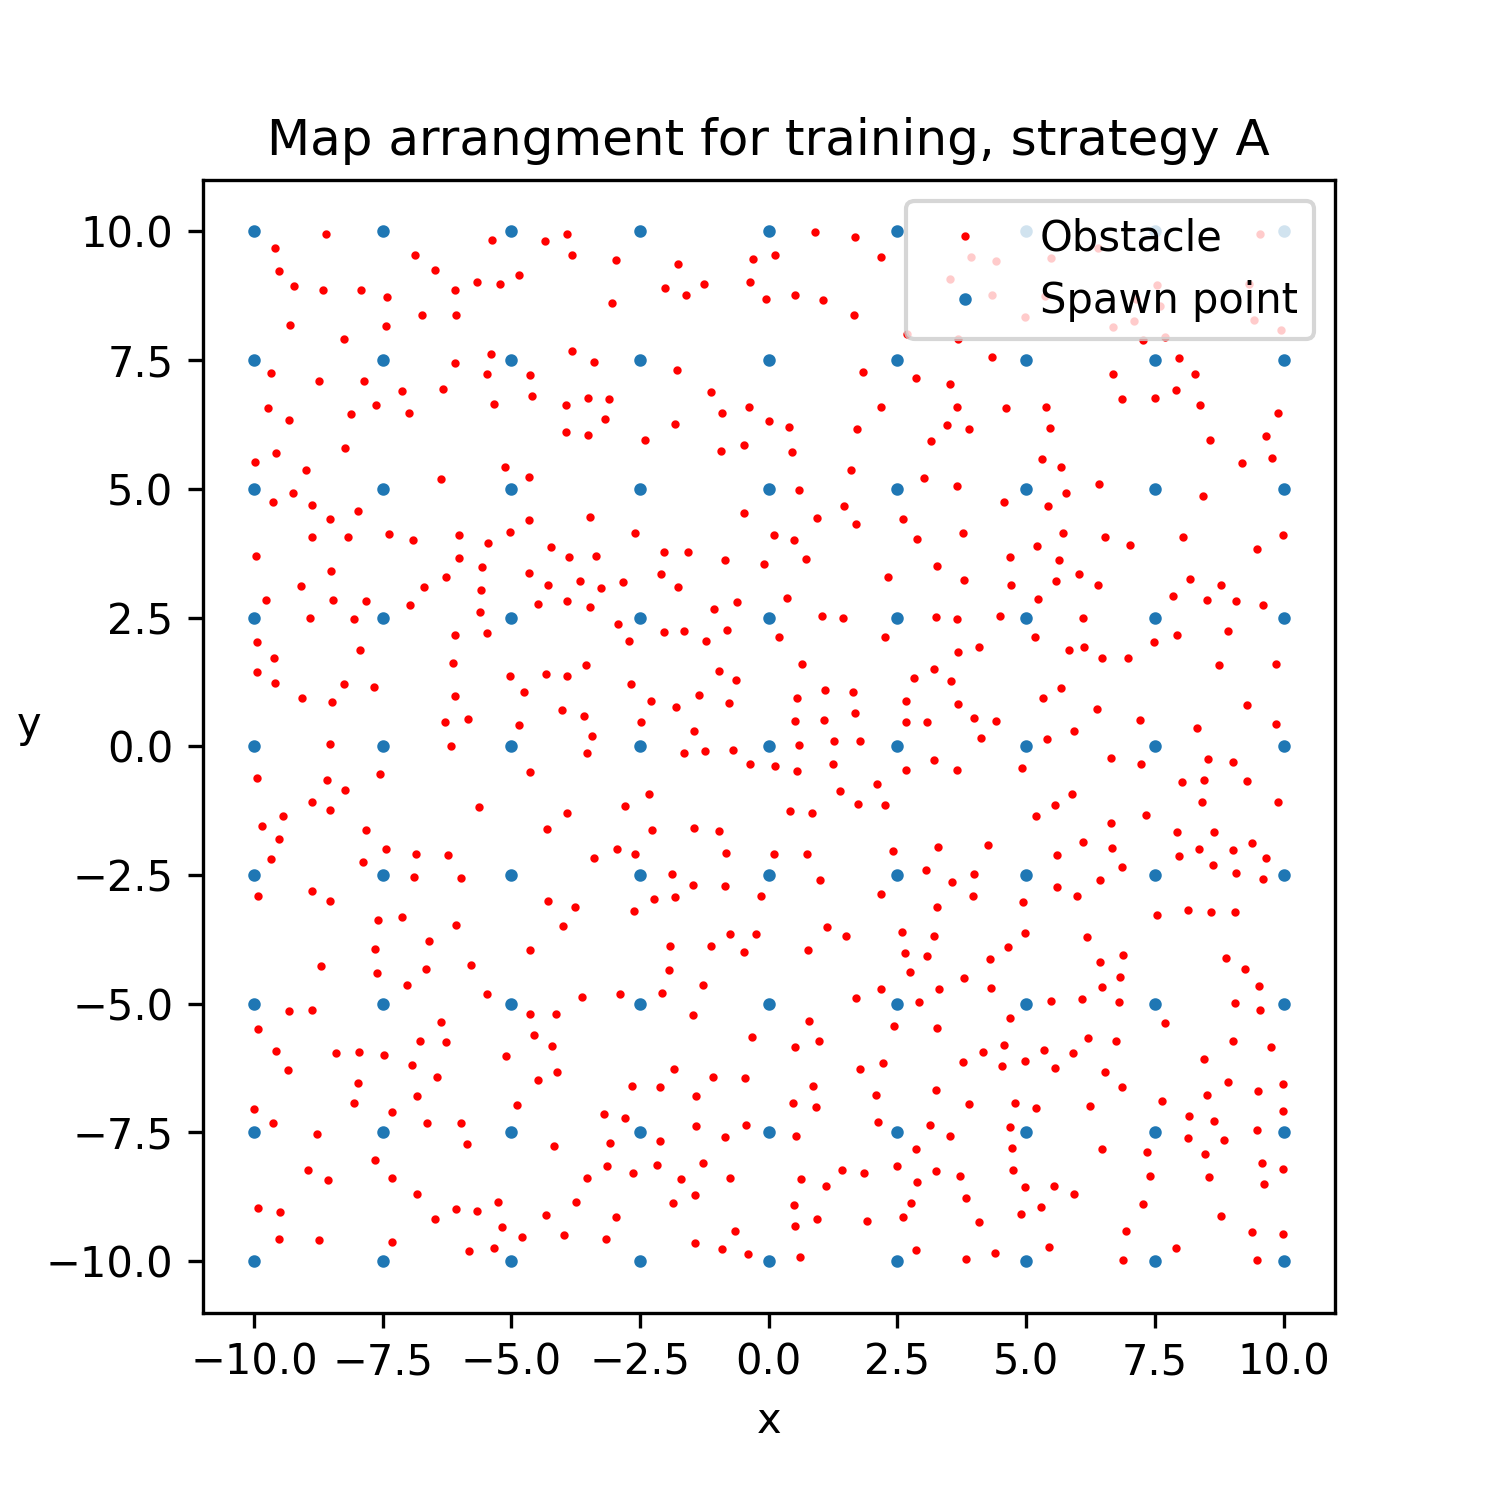 Map arrangment for training, strategy A
Obstacle
Spawn point
10.0
7.5
5.0
2.5
0.0
−2.5
−5.0
−7.5
−10.0
y
−10.0 −7.5 −5.0 −2.5 0.0 2.5 5.0 7.5 10.0
x